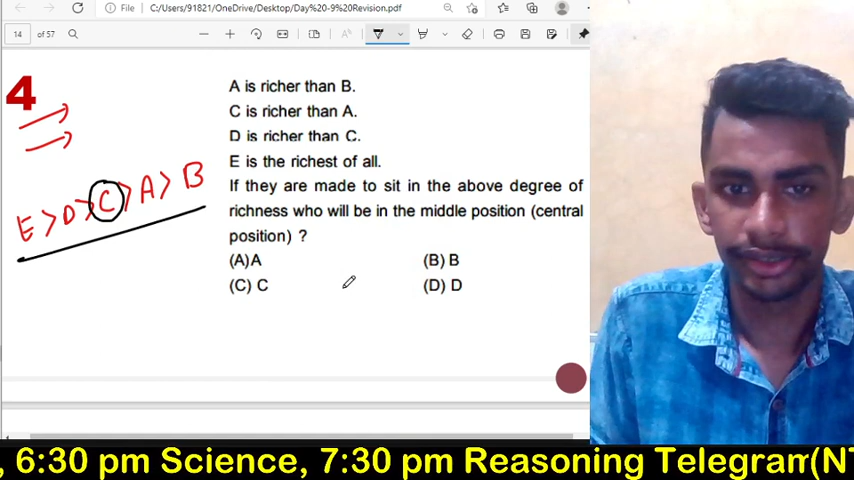 C:/Users/91821/OneDrive/Desktop/Day%20-9%20Revision.pdf
14 of 57
4
A is richer than B.
C is richer than A.
D is richer than C.
E is the richest of all.
If they are made to sit in the above degree of
richness who will be in the middle position (central
position) ?
(A)A (B) B
(C) C (D) D
E > D > C > A > B
, 6:30 pm Science, 7:30 pm Reasoning Telegram(N